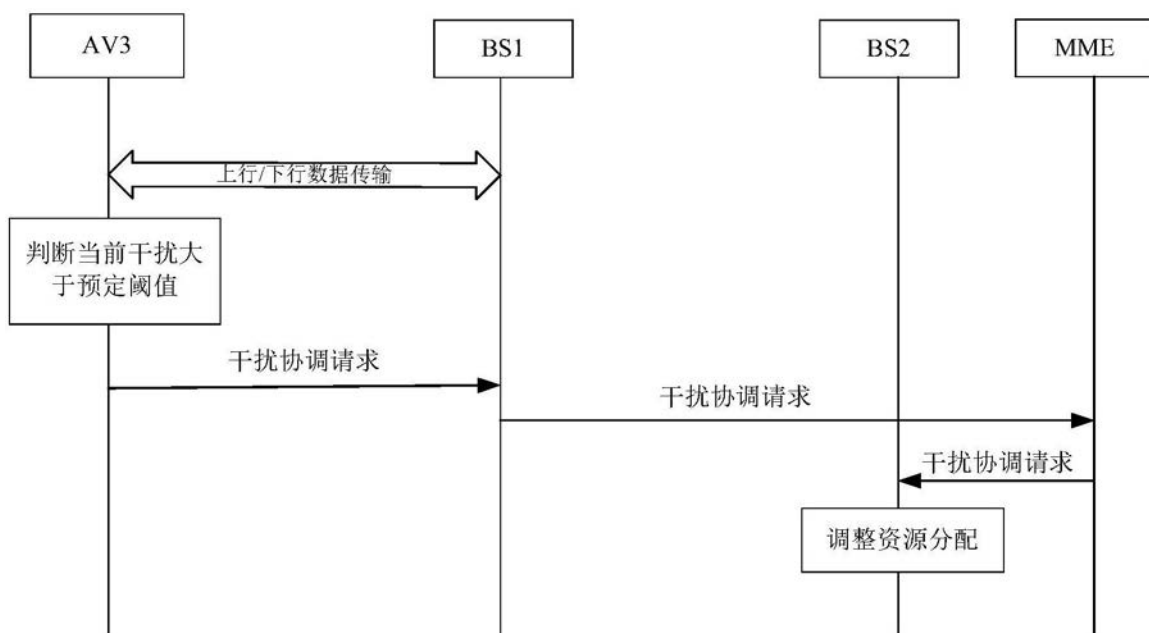 AV3
BS1
BS2
MME
上行/下行数据传输
判断当前干扰大
于预定阈值
干扰协调请求
干扰协调请求
干扰协调请求
调整资源分配